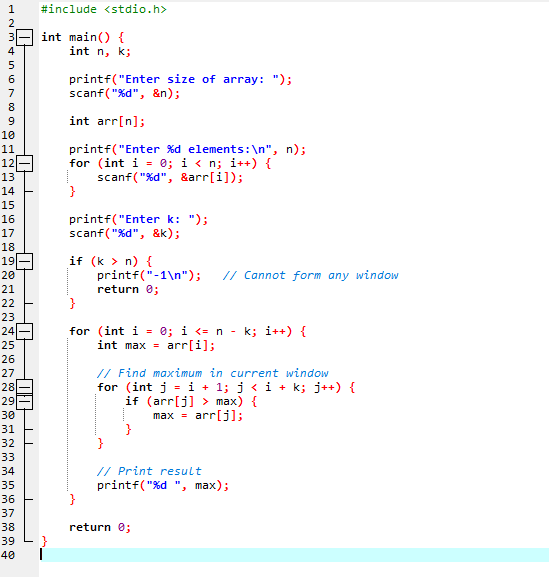 1 #include <stdio.h>
2
3 int main() {
4     int n, k;
5
6     printf("Enter size of array: ");
7     scanf("%d", &n);
8
9     int arr[n];
10
11     printf("Enter %d elements:\n", n);
12     for (int i = 0; i < n; i++) {
13         scanf("%d", &arr[i]);
14     }
15
16     printf("Enter k: ");
17     scanf("%d", &k);
18
19     if (k > n) {
20         printf("-1\n");   // Cannot form any window
21         return 0;
22     }
23
24     for (int i = 0; i <= n - k; i++) {
25         int max = arr[i];
26
27         // Find maximum in current window
28         for (int j = i + 1; j < i + k; j++) {
29             if (arr[j] > max) {
30                 max = arr[j];
31             }
32         }
33
34         // Print result
35         printf("%d ", max);
36     }
37
38     return 0;
39 }
40